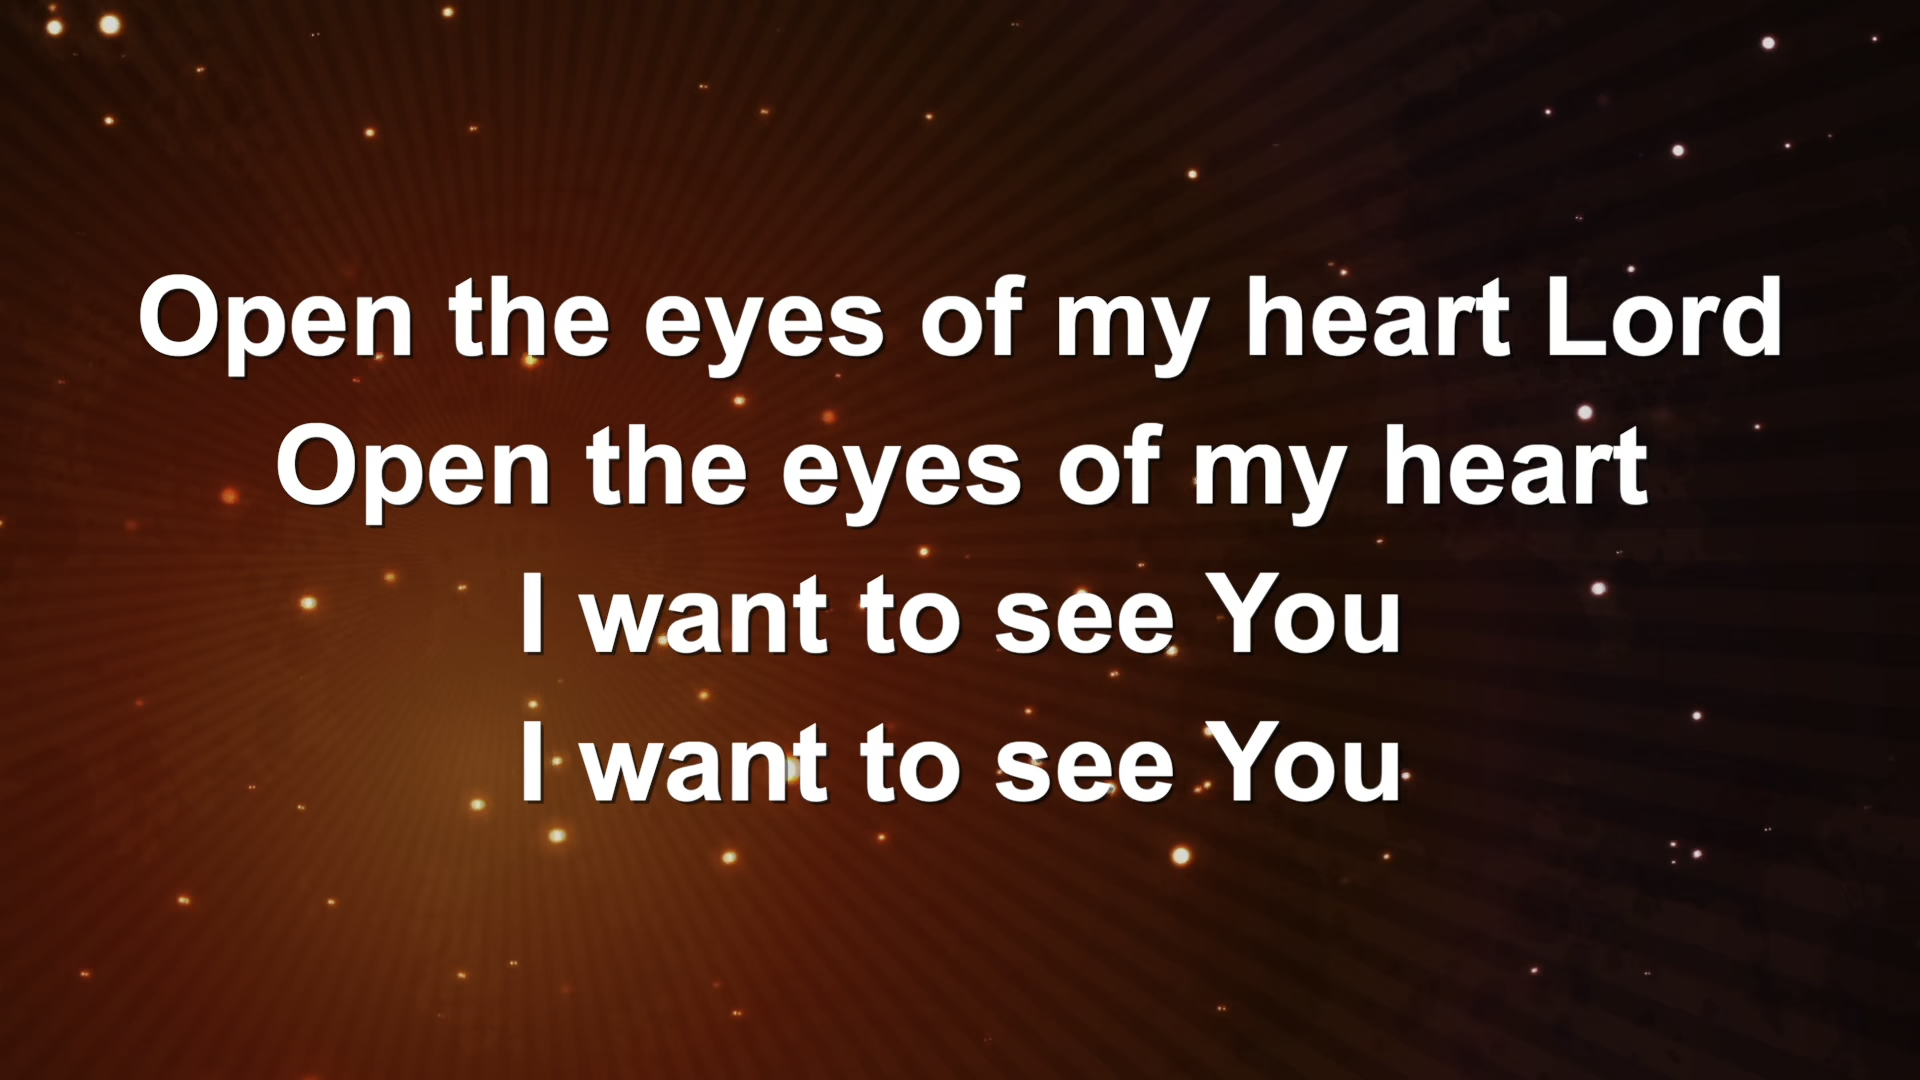 Open the eyes of my heart Lord
Open the eyes of my heart
I want to see You
I want to see You